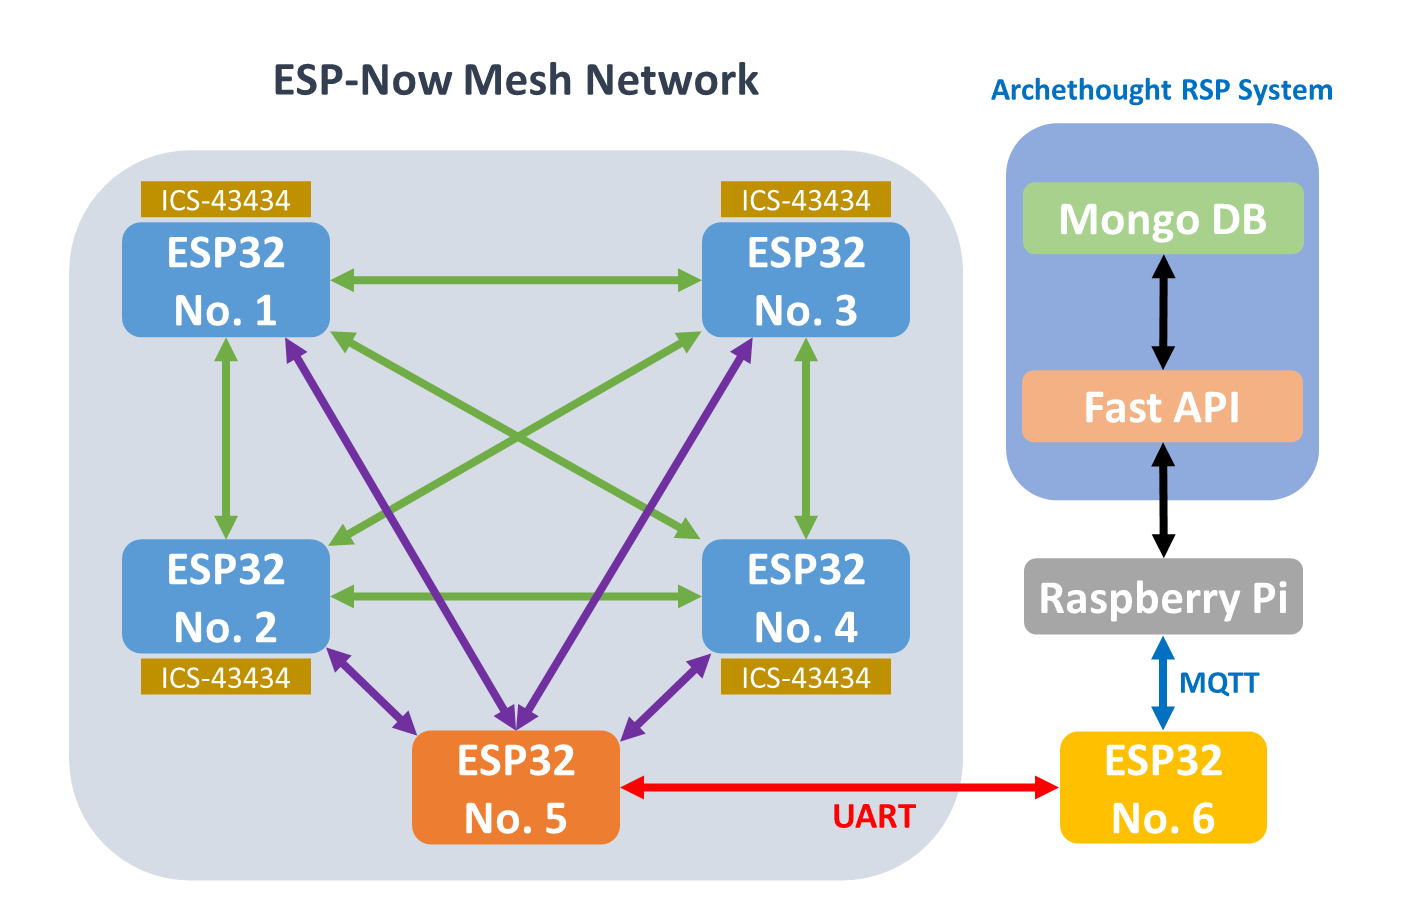 ESP-Now Mesh Network
Archethought RSP System
ICS-43434
ESP32
No. 1
ICS-43434
ESP32
No. 3
ESP32
No. 2
ICS-43434
ESP32
No. 4
ICS-43434
ESP32
No. 5
UART
Mongo DB
Fast API
Raspberry Pi
MQTT
ESP32
No. 6